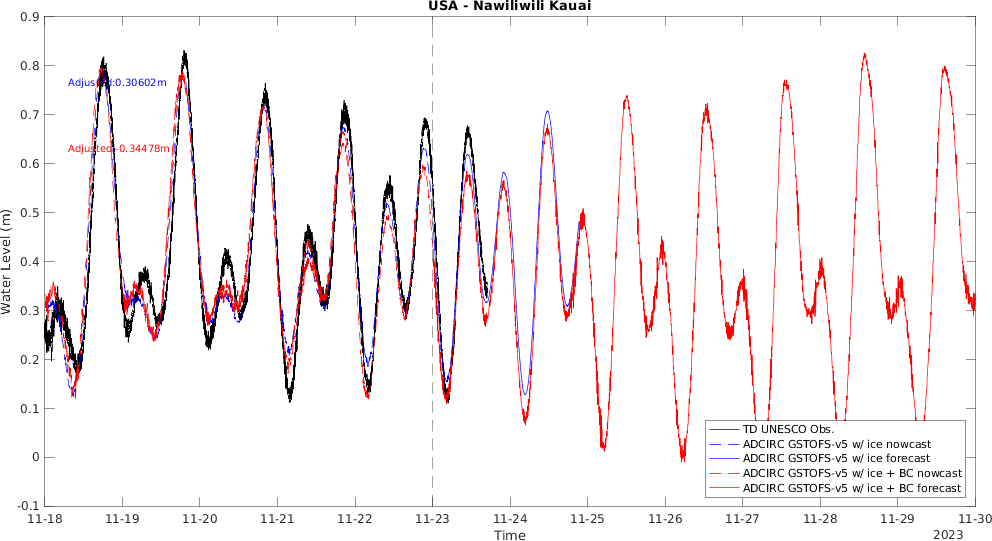 USA - Nawiliwili Kauai
0.9
0.8
0.7
0.6
0.5
0.4
0.3
0.2
0.1
0
-0.1
Water Level (m)
Adjusted:0.30602m
Adjusted-0.34478m
TD UNESCO Obs.
ADCIRC GSTOFS-v5 w/ ice nowcast
ADCIRC GSTOFS-v5 w/ ice forecast
ADCIRC GSTOFS-v5 w/ ice + BC nowcast
ADCIRC GSTOFS-v5 w/ ice + BC forecast
11-18 11-19 11-20 11-21 11-22 11-23 11-24 11-25 11-26 11-27 11-28 11-29 11-30
Time
2023